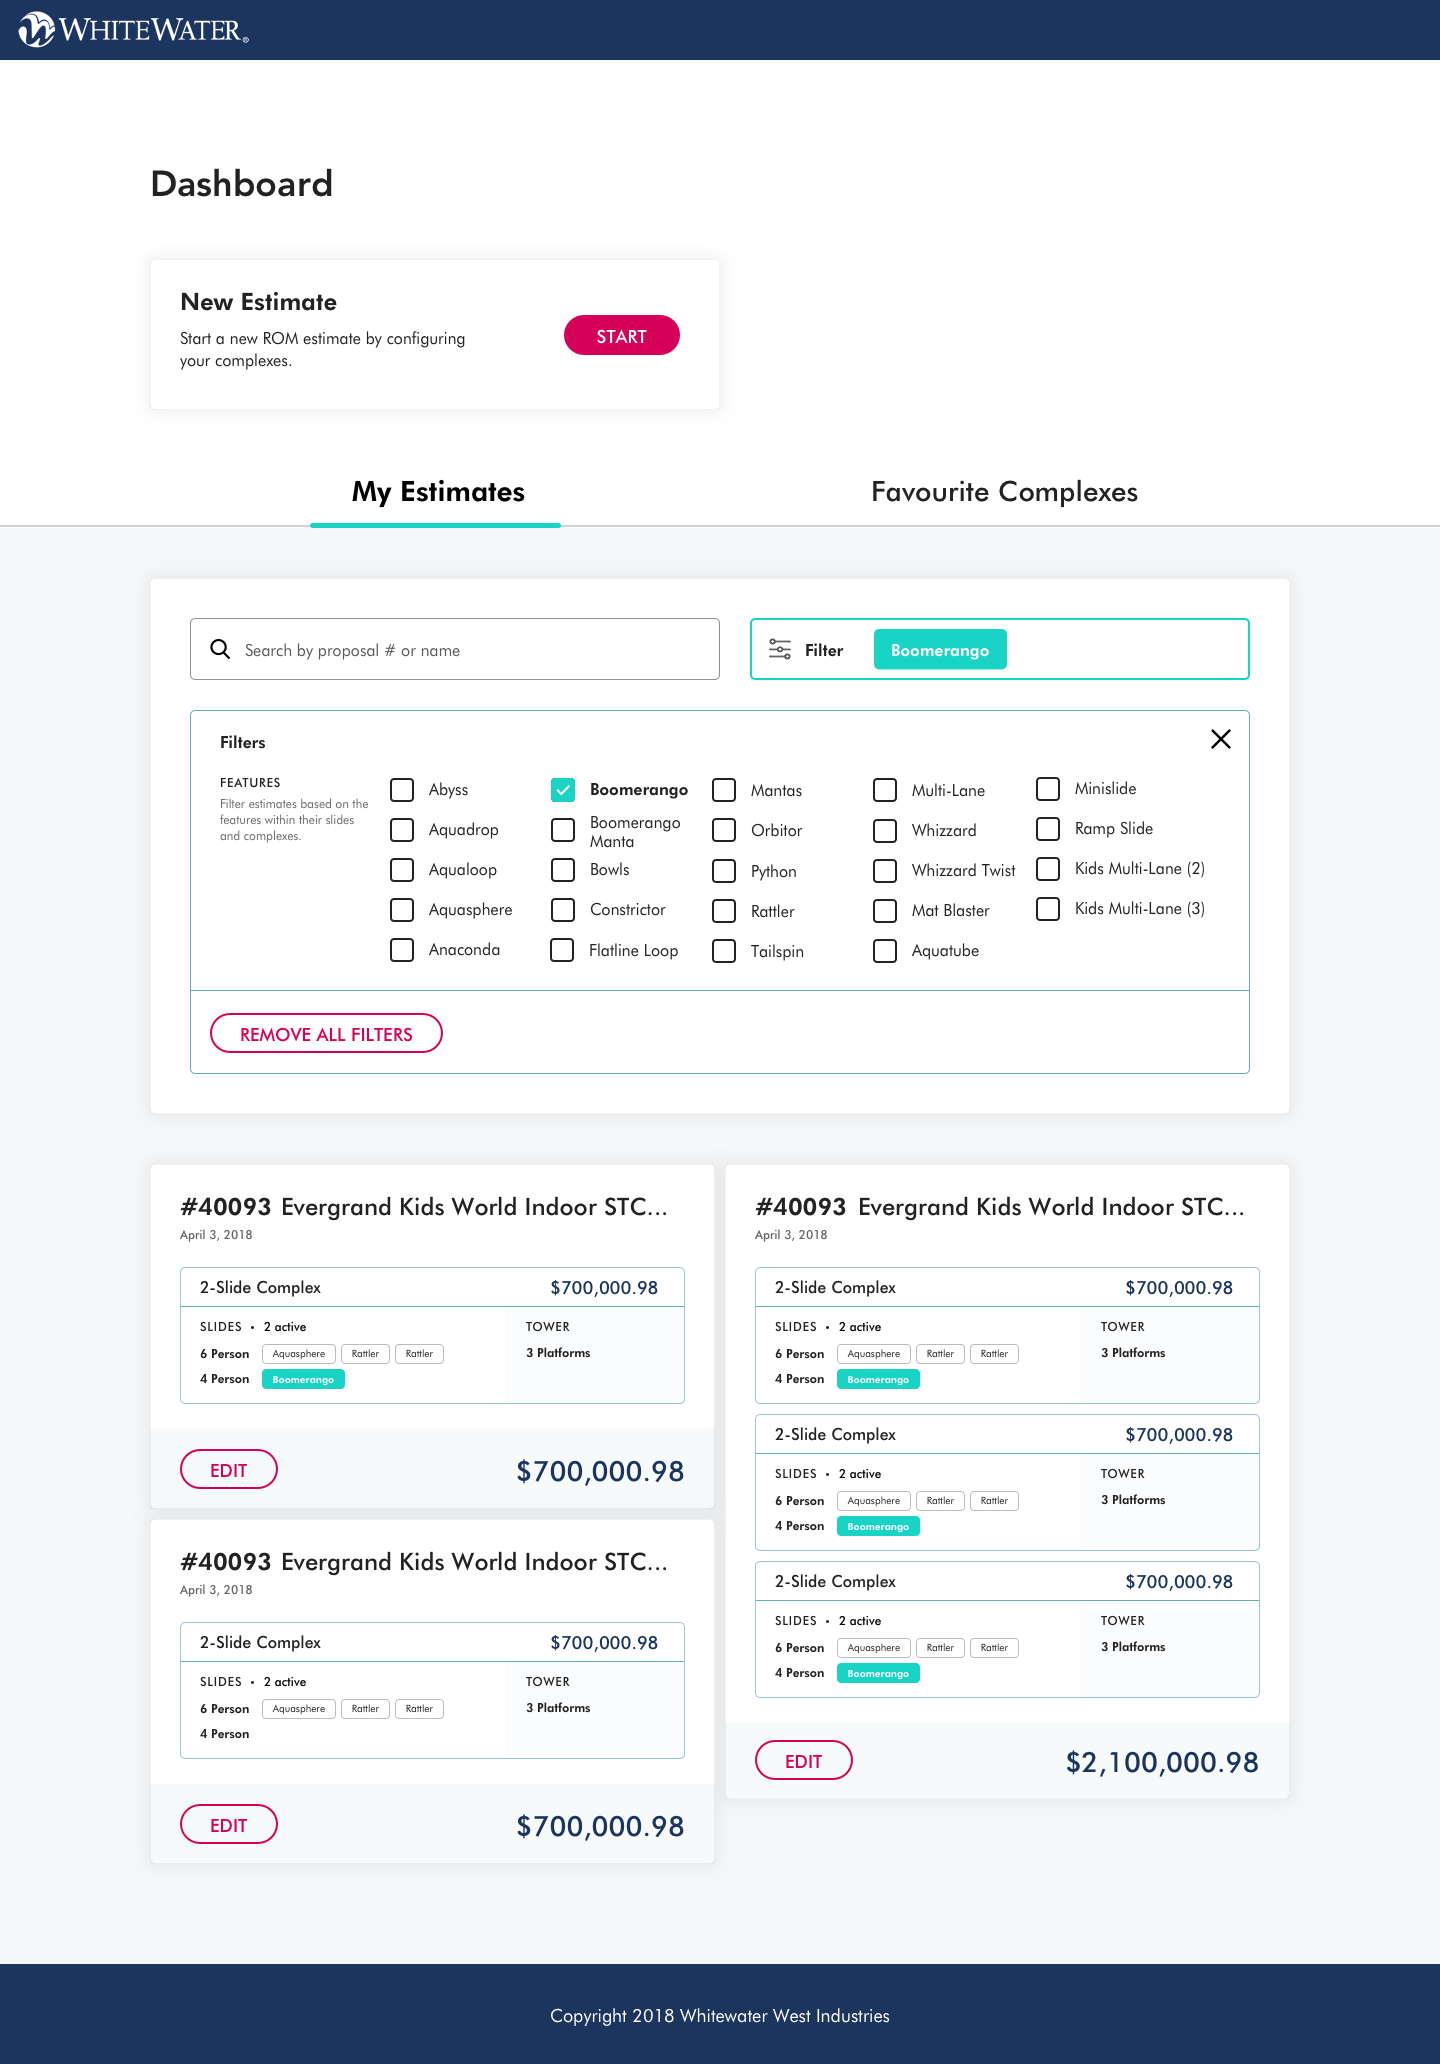 WHITEWATER®
Dashboard
New Estimate
Start a new ROM estimate by configuring
your complexes.
START
My Estimates
Favourite Complexes
Search by proposal # or name
Filter
Boomerango
Filters
FEATURES
Filter estimates based on the
features within their slides
and complexes.
Abyss
Aquadrop
Aqualoop
Aquasphere
Anaconda
Boomerango
Boomerango
Manta
Bowls
Constrictor
Flatline Loop
Mantas
Orbitor
Python
Rattler
Tailspin
Multi-Lane
Whizzard
Whizzard Twist
Mat Blaster
Aquatube
Minislide
Ramp Slide
Kids Multi-Lane (2)
Kids Multi-Lane (3)
REMOVE ALL FILTERS
#40093 Evergrand Kids World Indoor STC...
April 3, 2018
2-Slide Complex $700,000.98
SLIDES • 2 active
6 Person Aquasphere Rattler Rattler
4 Person Boomerango
TOWER
3 Platforms
EDIT $700,000.98
#40093 Evergrand Kids World Indoor STC...
April 3, 2018
2-Slide Complex $700,000.98
SLIDES • 2 active
6 Person Aquasphere Rattler Rattler
4 Person
TOWER
3 Platforms
EDIT $700,000.98
#40093 Evergrand Kids World Indoor STC...
April 3, 2018
2-Slide Complex $700,000.98
SLIDES • 2 active
6 Person Aquasphere Rattler Rattler
4 Person Boomerango
TOWER
3 Platforms
2-Slide Complex $700,000.98
SLIDES • 2 active
6 Person Aquasphere Rattler Rattler
4 Person Boomerango
TOWER
3 Platforms
2-Slide Complex $700,000.98
SLIDES • 2 active
6 Person Aquasphere Rattler Rattler
4 Person Boomerango
TOWER
3 Platforms
EDIT $2,100,000.98
Copyright 2018 Whitewater West Industries